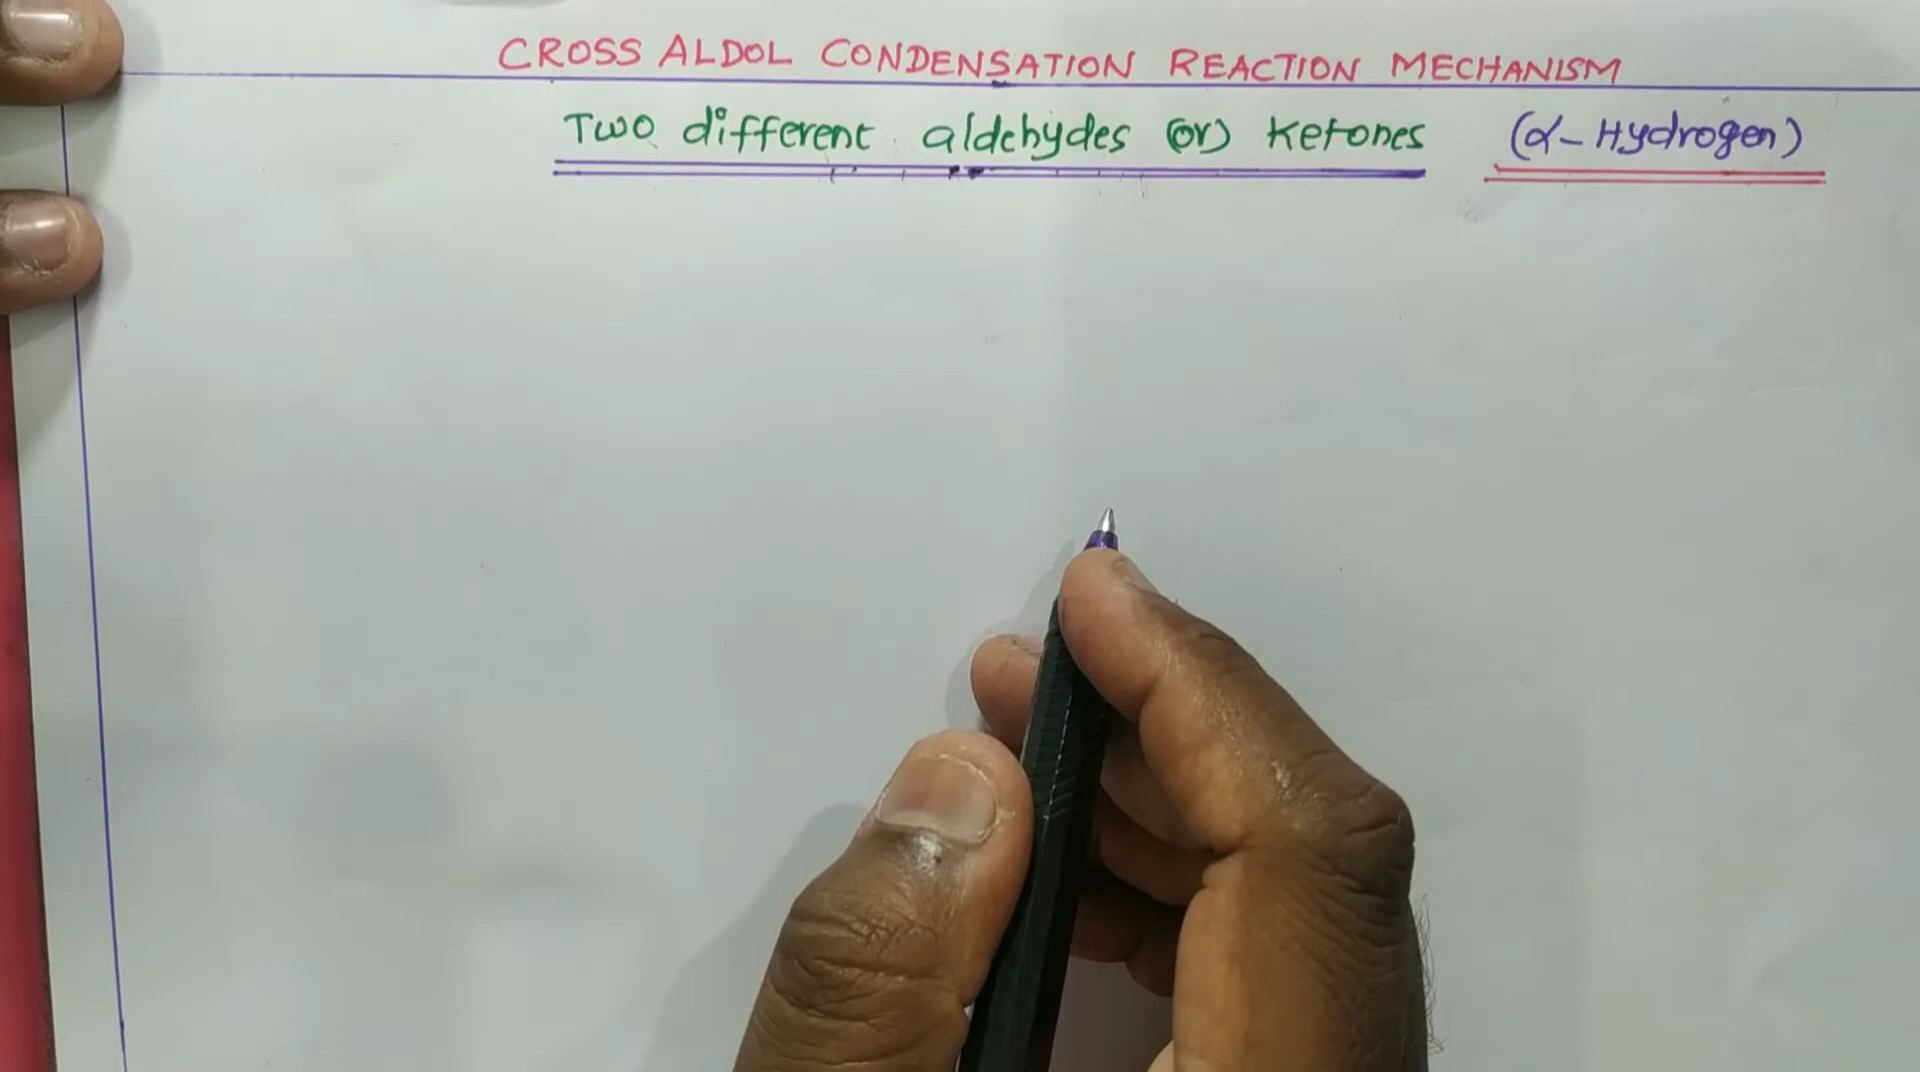 CROSS ALDOL CONDENSATION REACTION MECHANISM
Two different aldehydes (or) Ketones (α-Hydrogen)